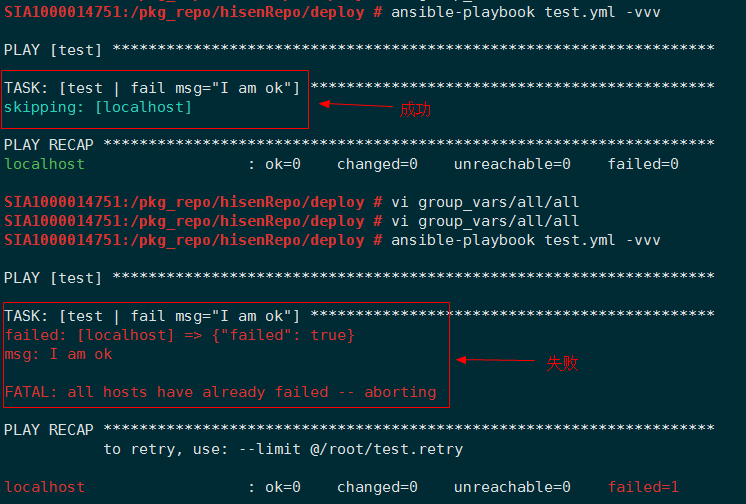 SIA1000014751:/pkg_repo/hisenRepo/deploy # ansible-playbook test.yml -vvv
PLAY [test] *******************************************************************
TASK: [test | fail msg="I am ok"] *********************************************
skipping: [localhost]
成功
PLAY RECAP ********************************************************************
localhost                  : ok=0    changed=0    unreachable=0    failed=0
SIA1000014751:/pkg_repo/hisenRepo/deploy # vi group_vars/all/all
SIA1000014751:/pkg_repo/hisenRepo/deploy # vi group_vars/all/all
SIA1000014751:/pkg_repo/hisenRepo/deploy # ansible-playbook test.yml -vvv
PLAY [test] *******************************************************************
TASK: [test | fail msg="I am ok"] *********************************************
failed: [localhost] => {"failed": true}
msg: I am ok
失败
FATAL: all hosts have already failed -- aborting
PLAY RECAP ********************************************************************
to retry, use: --limit @/root/test.retry
localhost                  : ok=0    changed=0    unreachable=0    failed=1